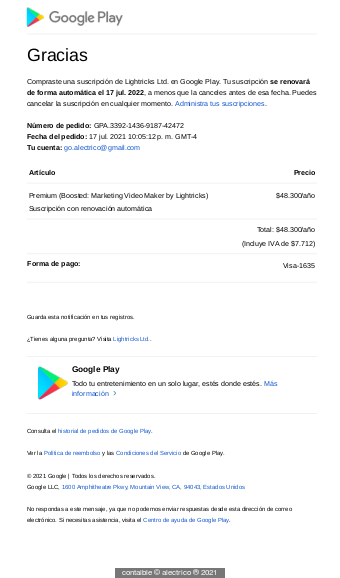 Google Play
Gracias
Compraste una suscripción de Lightricks Ltd. en Google Play. Tu suscripción se renovará
de forma automática el 17 jul. 2022, a menos que la canceles antes de esa fecha. Puedes
cancelar la suscripción en cualquier momento. Administra tus suscripciones.
Número de pedido: GPA.3392-1436-9187-42472
Fecha del pedido: 17 jul. 2021 10:05:12 p. m. GMT-4
Tu cuenta: go.alectrico@gmail.com
Artículo Precio
Premium (Boosted: Marketing Video Maker by Lightricks) $48.300/año
Suscripción con renovación automática
Total: $48.300/año
(Incluye IVA de $7.712)
Forma de pago: Visa-1635
Guarda esta notificación en tus registros.
¿Tienes alguna pregunta? Visita Lightricks Ltd..
Google Play
Todo tu entretenimiento en un solo lugar, estés donde estés. Más
información >
Consulta el historial de pedidos de Google Play.
Ver la Política de reembolso y las Condiciones del Servicio de Google Play.
© 2021 Google | Todos los derechos reservados.
Google LLC, 1600 Amphitheatre Pkwy, Mountain View, CA, 94043, Estados Unidos
No respondas a este mensaje, ya que no podemos enviar respuestas desde esta dirección de correo
electrónico. Si necesitas asistencia, visita el Centro de ayuda de Google Play.
contaible © alectrico ® 2021